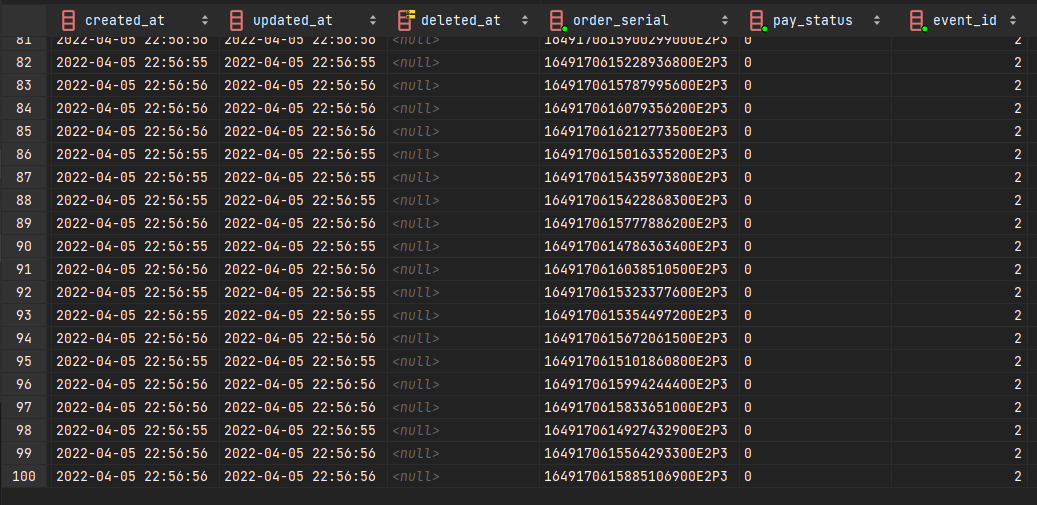 created_at updated_at deleted_at order_serial pay_status event_id
81 2022-04-05 22:56:56 2022-04-05 22:56:56 <null> 1649170615900299000E2P3 0 2
82 2022-04-05 22:56:55 2022-04-05 22:56:55 <null> 1649170615228936800E2P3 0 2
83 2022-04-05 22:56:56 2022-04-05 22:56:56 <null> 1649170615787995600E2P3 0 2
84 2022-04-05 22:56:56 2022-04-05 22:56:56 <null> 1649170616079356200E2P3 0 2
85 2022-04-05 22:56:56 2022-04-05 22:56:56 <null> 1649170616212773500E2P3 0 2
86 2022-04-05 22:56:55 2022-04-05 22:56:55 <null> 1649170615016335200E2P3 0 2
87 2022-04-05 22:56:55 2022-04-05 22:56:55 <null> 1649170615435973800E2P3 0 2
88 2022-04-05 22:56:55 2022-04-05 22:56:55 <null> 1649170615422868300E2P3 0 2
89 2022-04-05 22:56:56 2022-04-05 22:56:56 <null> 1649170615777886200E2P3 0 2
90 2022-04-05 22:56:55 2022-04-05 22:56:55 <null> 1649170614786363400E2P3 0 2
91 2022-04-05 22:56:56 2022-04-05 22:56:56 <null> 1649170616038510500E2P3 0 2
92 2022-04-05 22:56:55 2022-04-05 22:56:55 <null> 1649170615323377600E2P3 0 2
93 2022-04-05 22:56:55 2022-04-05 22:56:55 <null> 1649170615354497200E2P3 0 2
94 2022-04-05 22:56:56 2022-04-05 22:56:56 <null> 1649170615672061500E2P3 0 2
95 2022-04-05 22:56:55 2022-04-05 22:56:55 <null> 1649170615101860800E2P3 0 2
96 2022-04-05 22:56:56 2022-04-05 22:56:56 <null> 1649170615994244400E2P3 0 2
97 2022-04-05 22:56:56 2022-04-05 22:56:56 <null> 1649170615833651000E2P3 0 2
98 2022-04-05 22:56:55 2022-04-05 22:56:55 <null> 1649170614927432900E2P3 0 2
99 2022-04-05 22:56:56 2022-04-05 22:56:56 <null> 1649170615564293300E2P3 0 2
100 2022-04-05 22:56:56 2022-04-05 22:56:56 <null> 1649170615885106900E2P3 0 2